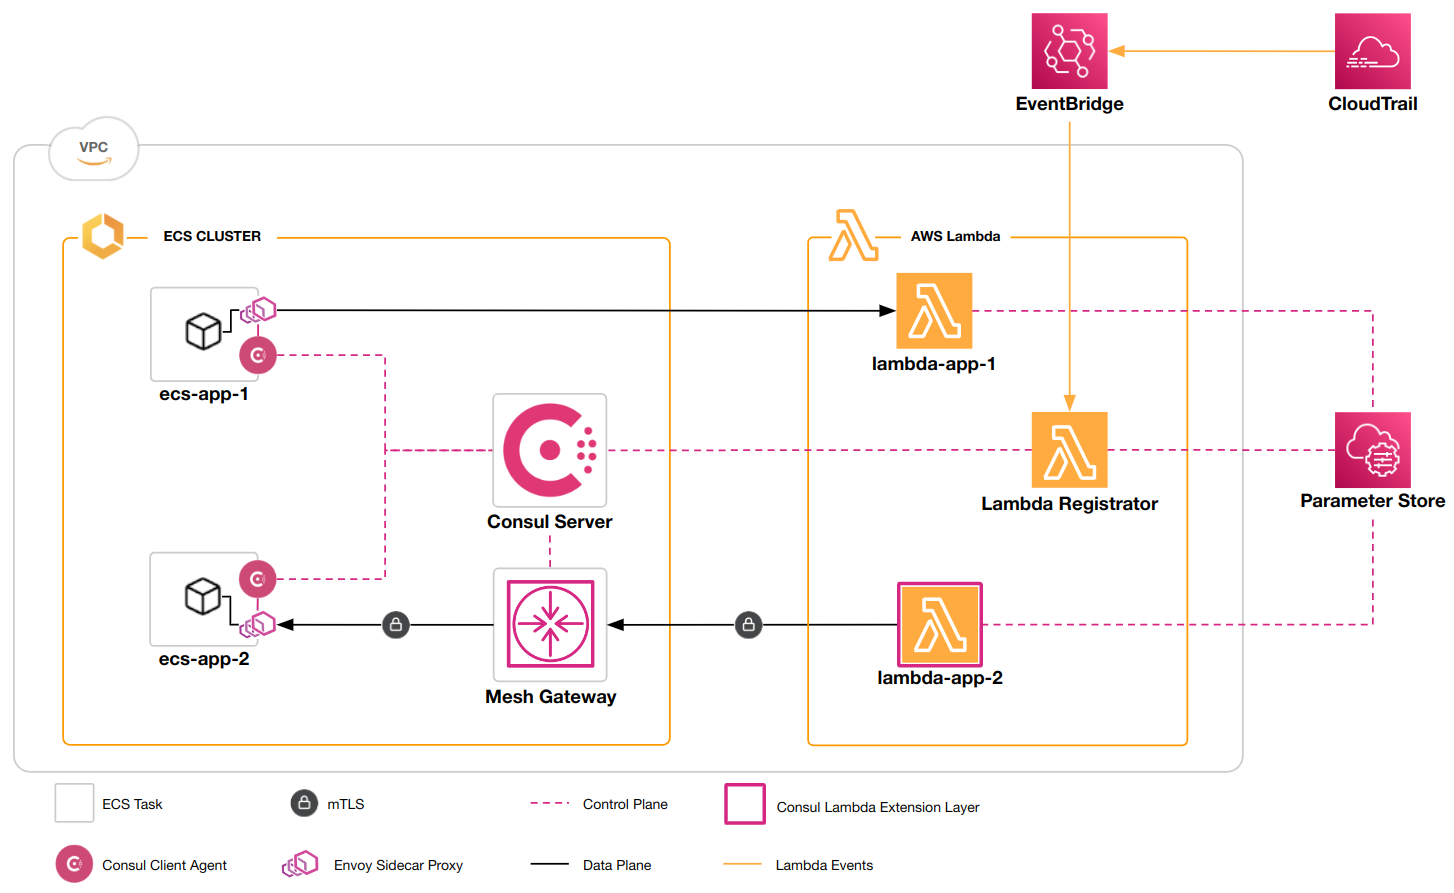 EventBridge
CloudTrail
VPC
ECS CLUSTER
AWS Lambda
ecs-app-1
lambda-app-1
Consul Server
Lambda Registrator
Parameter Store
ecs-app-2
Mesh Gateway
lambda-app-2
ECS Task
mTLS
Control Plane
Consul Lambda Extension Layer
Consul Client Agent
Envoy Sidecar Proxy
Data Plane
Lambda Events